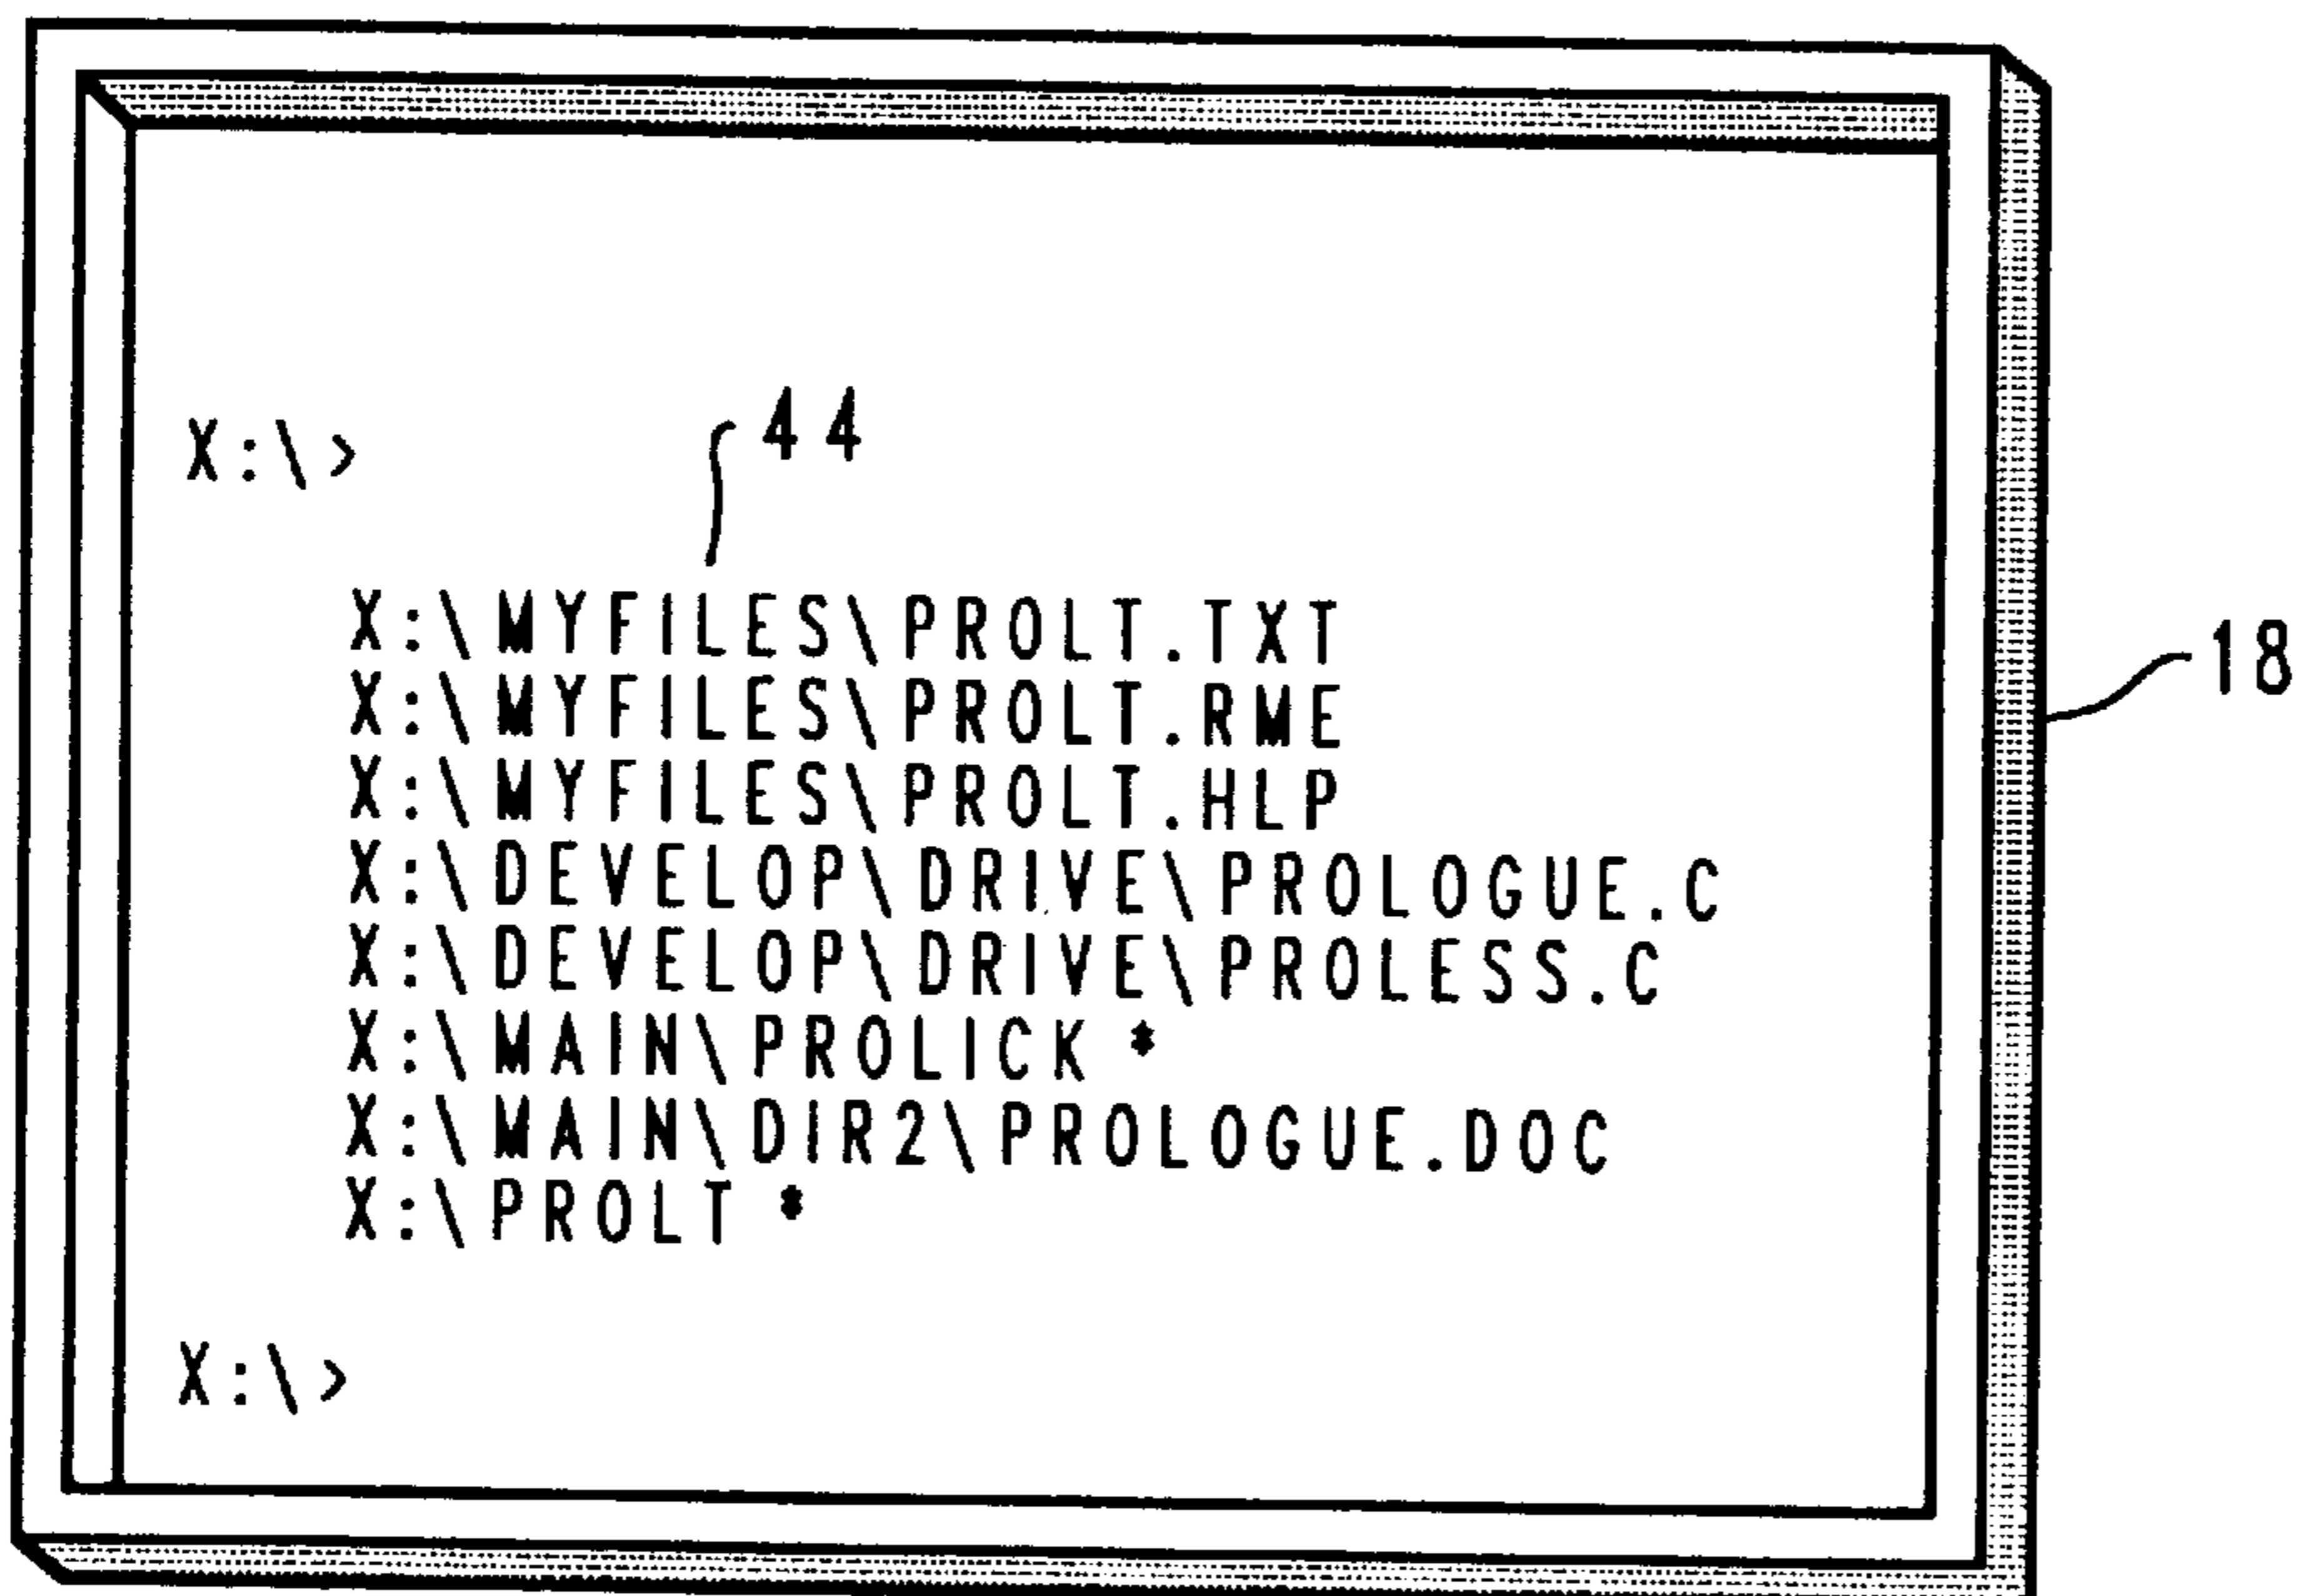 44
X:\>
X:\MYFILES\PROLT.TXT
18
X:\MYFILES\PROLT.RME
X:\MYFILES\PROLT.HLP
X:\DEVELOP\DRIVE\PROLOGUE.C
X:\DEVELOP\DRIVE\PROLESS.C
X:\MAIN\PROLICK *
X:\MAIN\DIR2\PROLOGUE.DOC
X:\PROLT *
X:\>